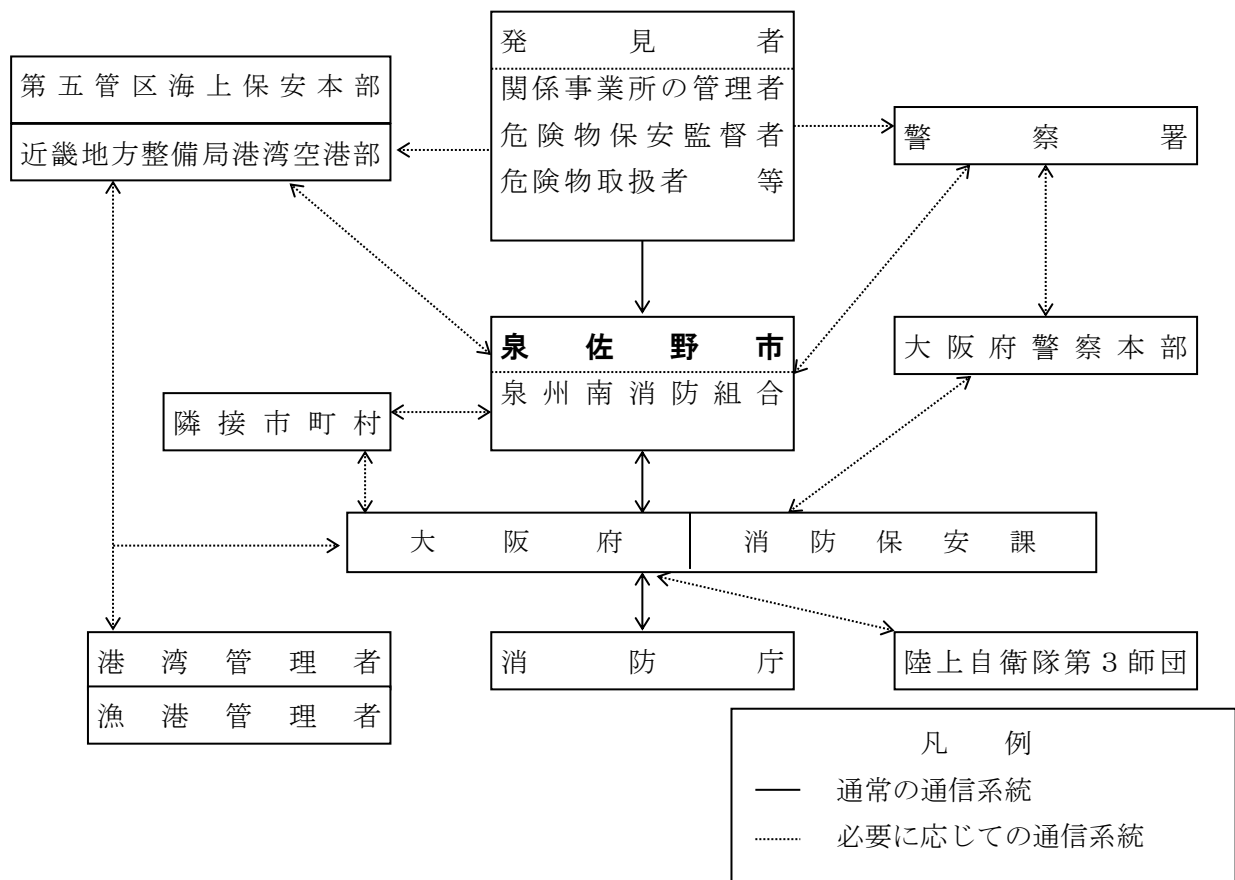 発見者
関係事業所の管理者
危険物保安監督者
危険物取扱者　等
第五管区海上保安本部
近畿地方整備局港湾空港部
警察署
泉佐野市
泉州南消防組合
大阪府警察本部
隣接市町村
大阪府
消防保安課
港湾管理者
漁港管理者
消防庁
陸上自衛隊第３師団
凡例
通常の通信系統
必要に応じての通信系統